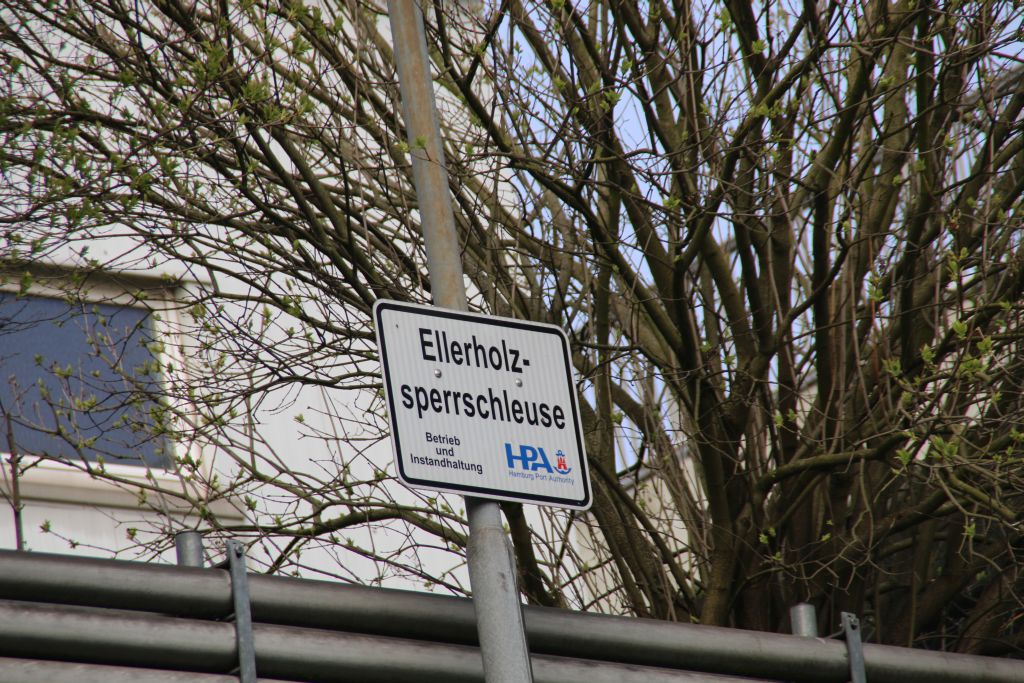 Ellerholz-
sperrschleuse
Betrieb
und
Instandhaltung
HPA
Hamburg Port Authority